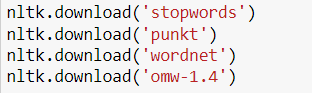 nltk.download('stopwords')
nltk.download('punkt')
nltk.download('wordnet')
nltk.download('omw-1.4')